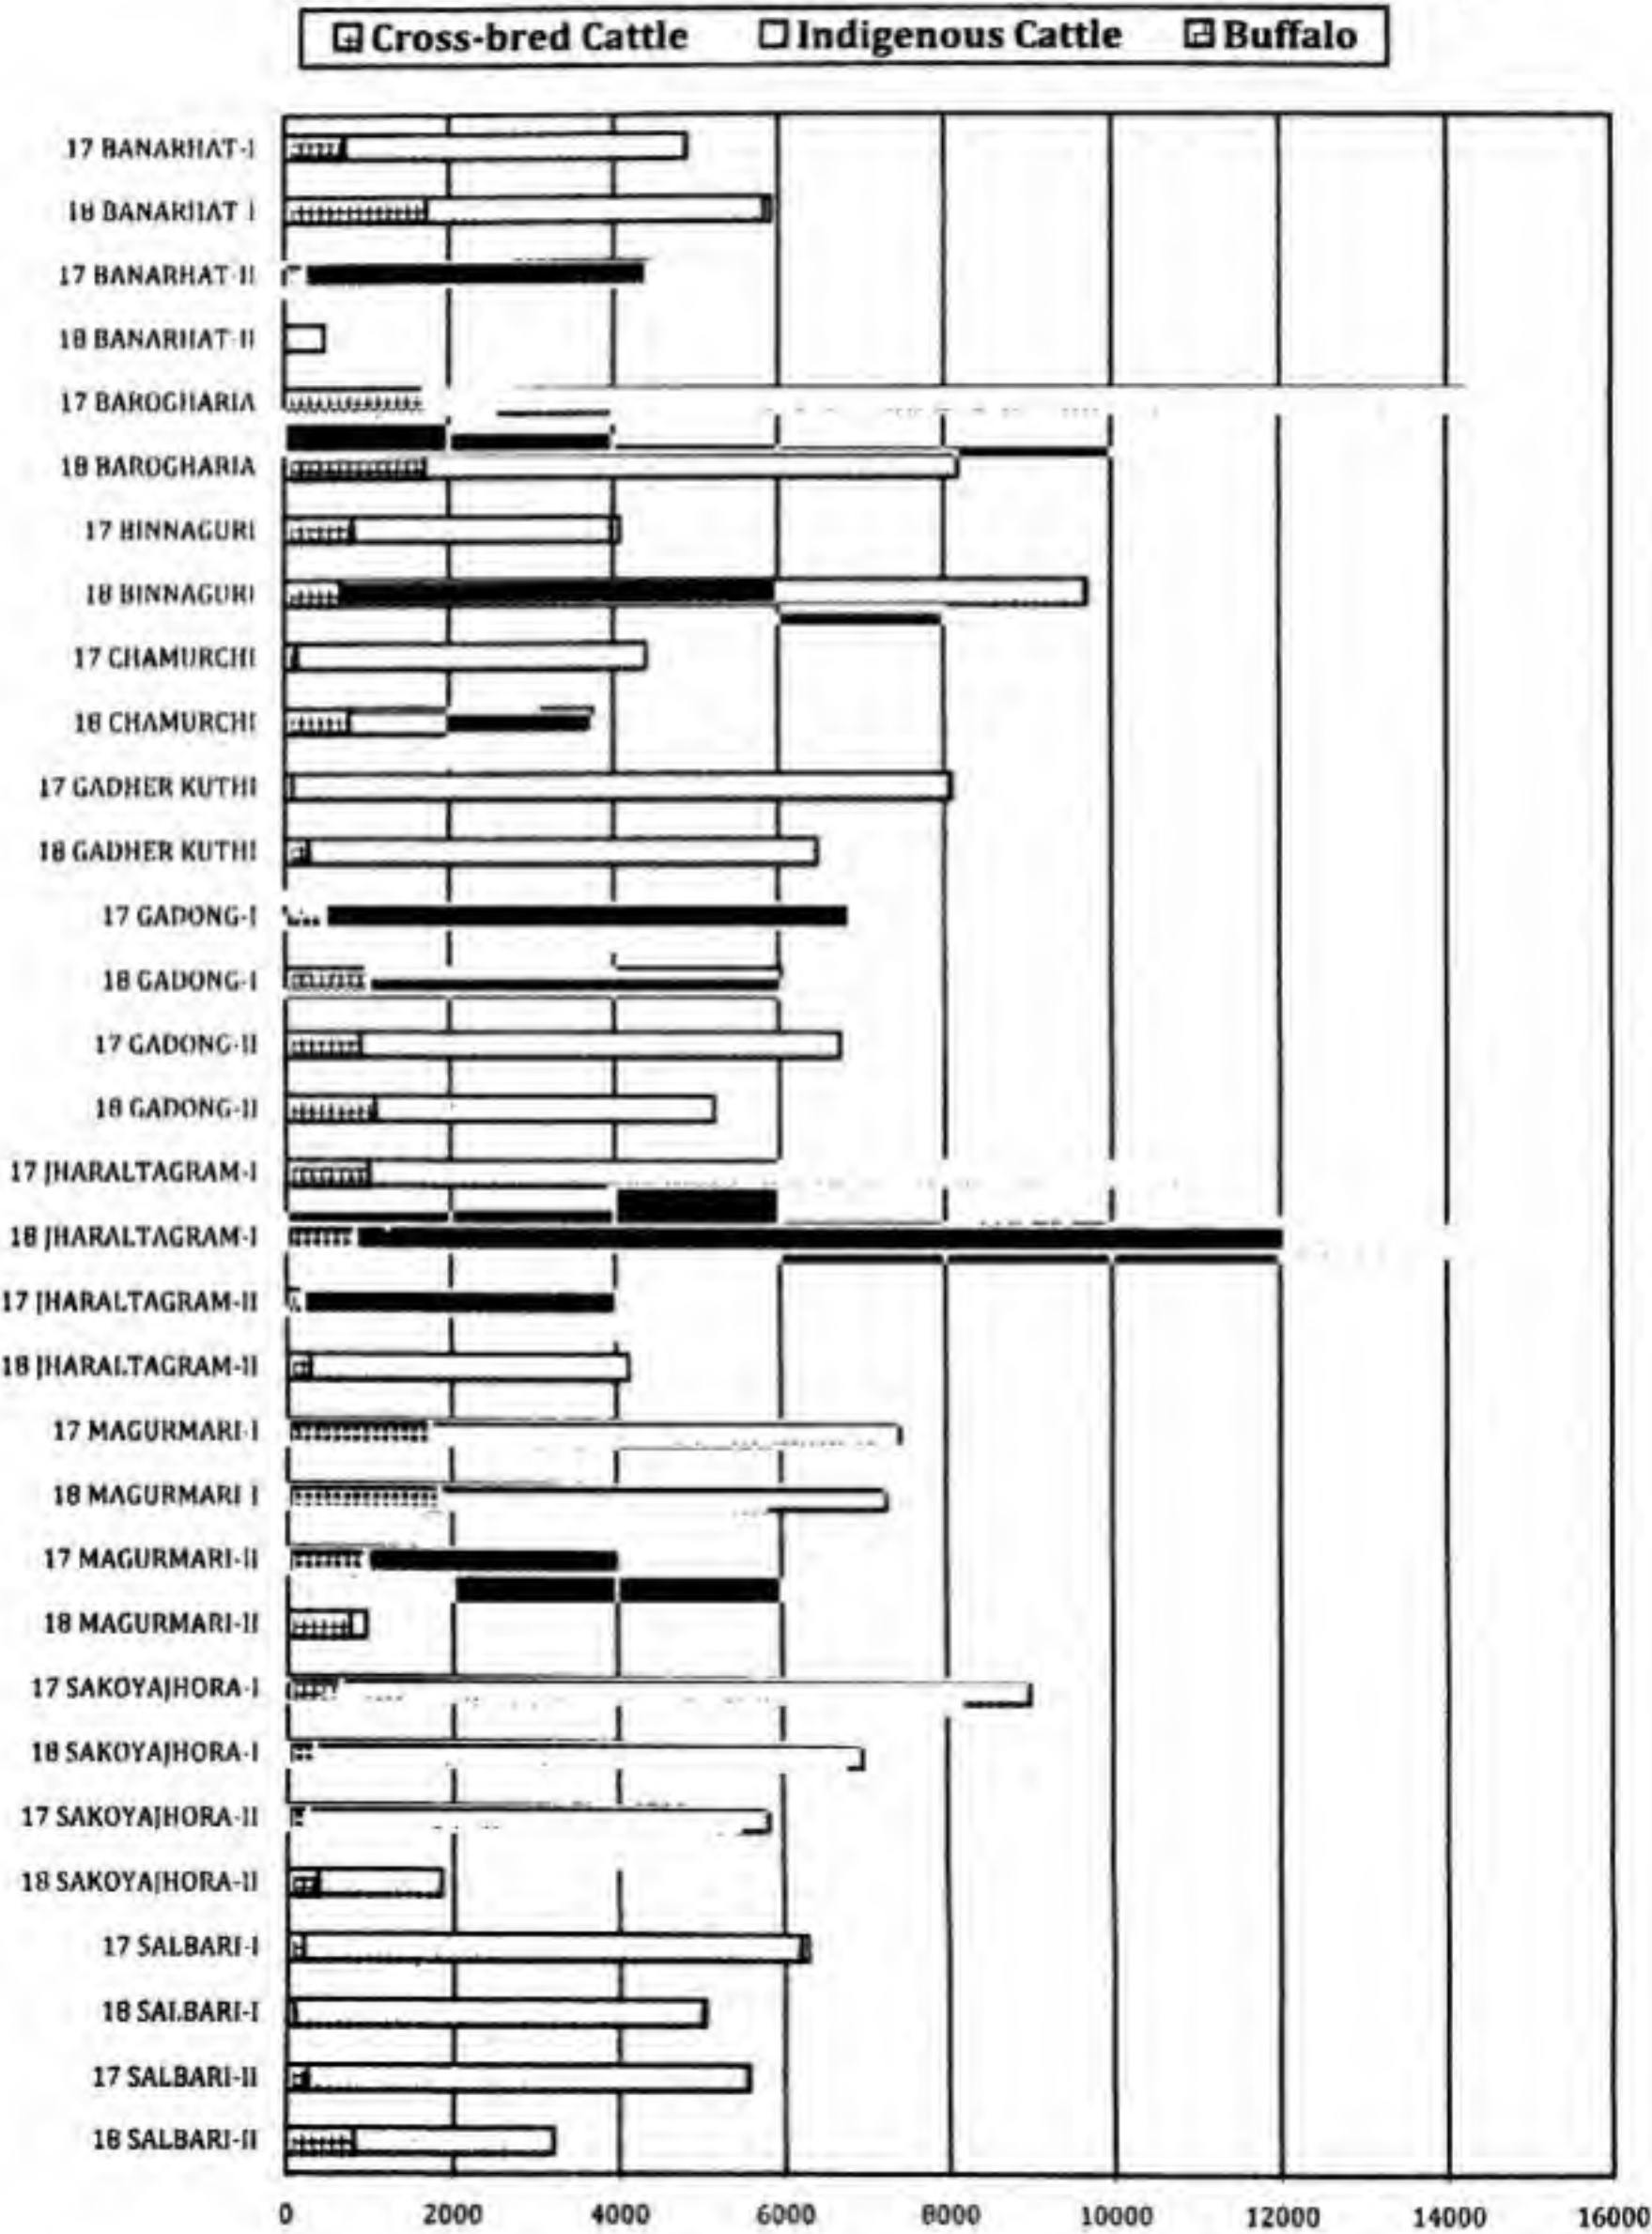 Cross-bred Cattle Indigenous Cattle Buffalo
17 BANARHAT-I
18 BANARHAT I
17 BANARHAT-II
18 BANARHAT-II
17 BAROGHARIA
18 BAROGHARIA
17 BINNAGURI
18 BINNAGURI
17 CHAMURCHI
18 CHAMURCHI
17 GADHER KUTHI
18 GADHER KUTHI
17 GADONG-I
18 GADONG-I
17 GADONG-II
18 GADONG-II
17 JHARALTAGRAM-I
18 JHARALTAGRAM-I
17 JHARALTAGRAM-II
18 JHARALTAGRAM-II
17 MAGURMARI-I
18 MAGURMARI I
17 MAGURMARI-II
18 MAGURMARI-II
17 SAKOYAJHORA-I
18 SAKOYAJHORA-I
17 SAKOYAJHORA-II
18 SAKOYAJHORA-II
17 SALBARI-I
18 SALBARI-I
17 SALBARI-II
18 SALBARI-II
0 2000 4000 6000 8000 10000 12000 14000 16000